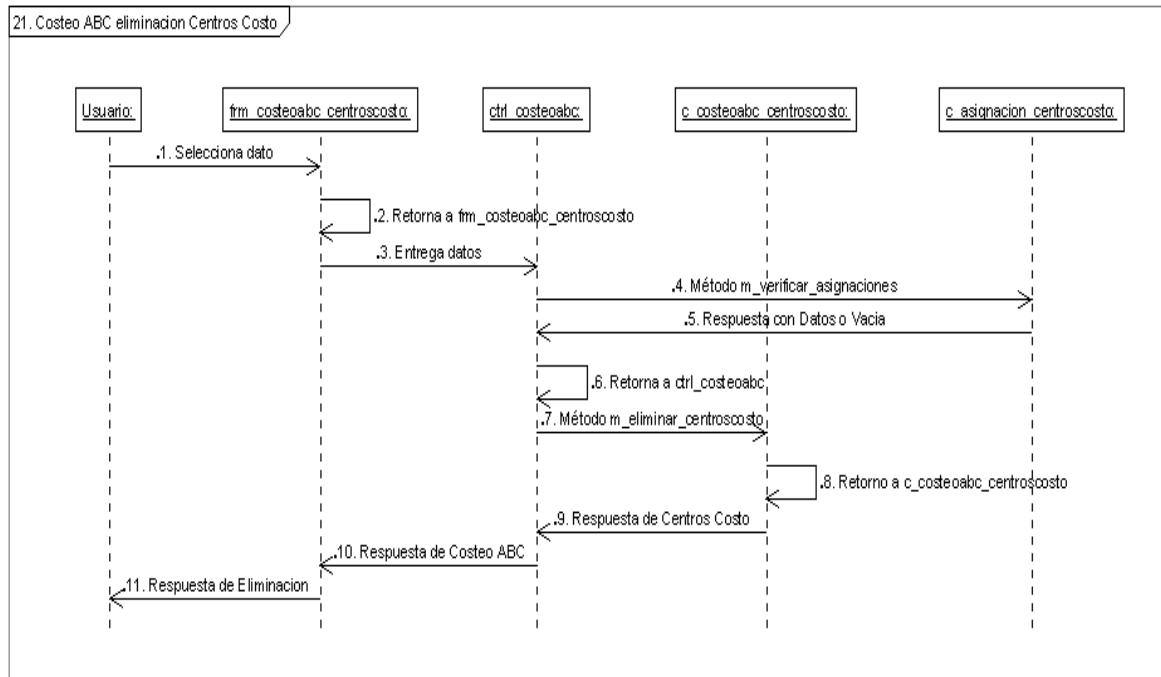 21. Costeo ABC eliminacion Centros Costo
Usuario:
frm_costeoabc_centroscosto:
ctrl_costeoabc:
c_costeoabc_centroscosto:
c_asignacion_centroscosto:
.1. Selecciona dato
.2. Retorna a frm_costeoabc_centroscosto
.3. Entrega datos
.4. Método m_verificar_asignaciones
.5. Respuesta con Datos o Vacia
.6. Retorna a ctrl_costeoabc
.7. Método m_eliminar_centroscosto
.8. Retorno a c_costeoabc_centroscosto
.9. Respuesta de Centros Costo
.10. Respuesta de Costeo ABC
.11. Respuesta de Eliminacion